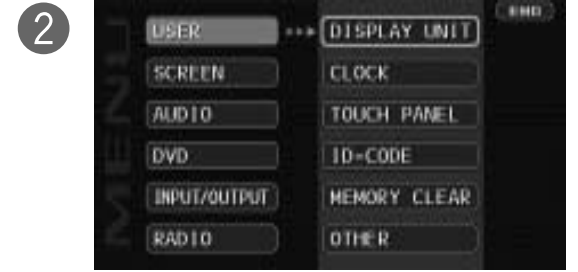 2
END
MENU
USER
DISPLAY UNIT
SCREEN
CLOCK
AUDIO
TOUCH PANEL
DVD
ID-CODE
INPUT/OUTPUT
MEMORY CLEAR
RADIO
OTHER